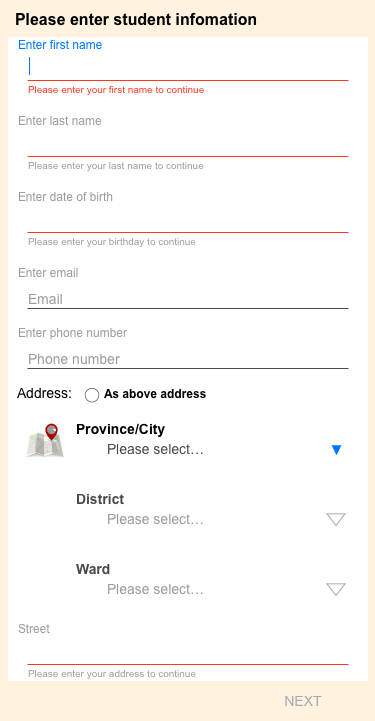 Please enter student infomation
Enter first name
Please enter your first name to continue
Enter last name
Please enter your last name to continue
Enter date of birth
Please enter your birthday to continue
Enter email
Email
Enter phone number
Phone number
Address: As above address
Province/City
Please select...
District
Please select...
Ward
Please select...
Street
Please enter your address to continue
NEXT